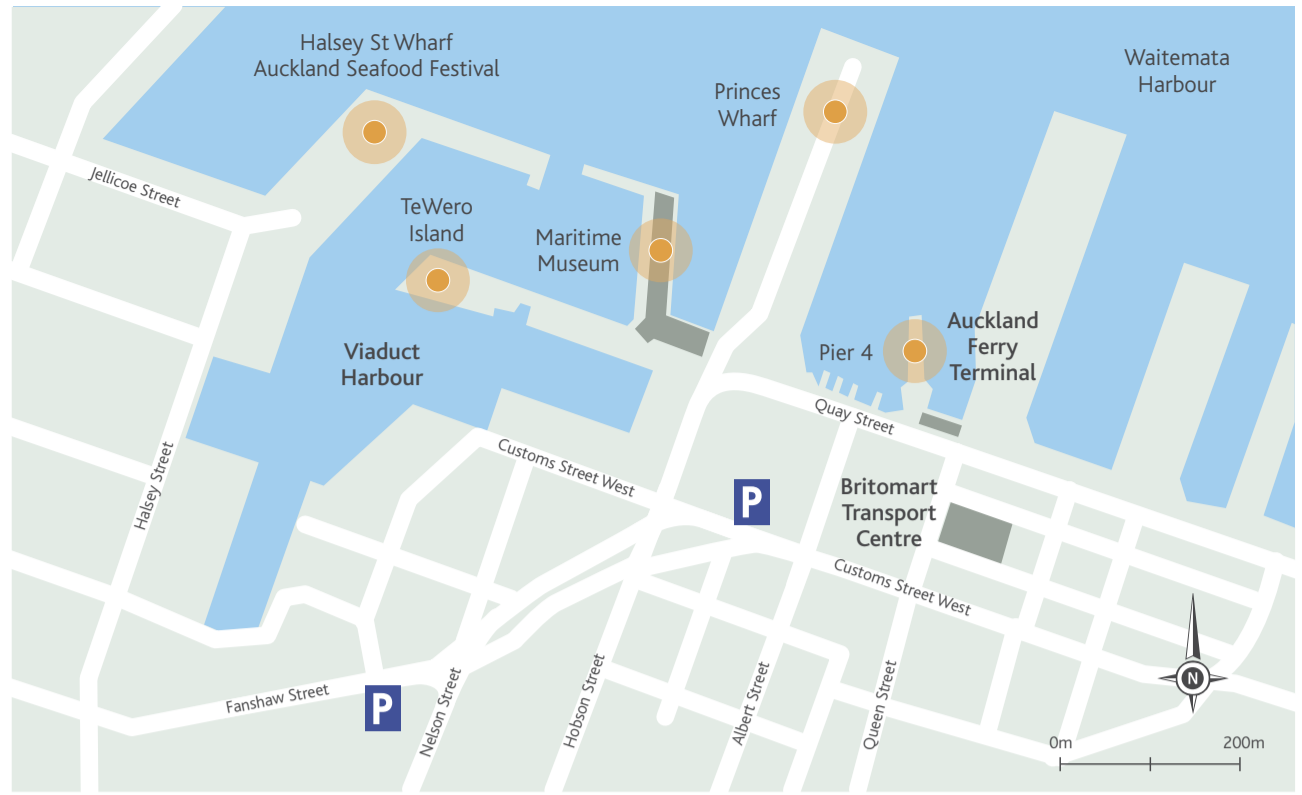 Halsey St Wharf
Auckland Seafood Festival
Princes
Wharf
Waitemata
Harbour
Jellicoe Street
TeWero
Island
Maritime
Museum
Viaduct
Harbour
Pier 4
Auckland
Ferry
Terminal
Quay Street
Customs Street West
Halsey Street
P
Britomart
Transport
Centre
Customs Street West
Fanshaw Street
P
Nelson Street
Hobson Street
Albert Street
Queen Street
N
0m
200m